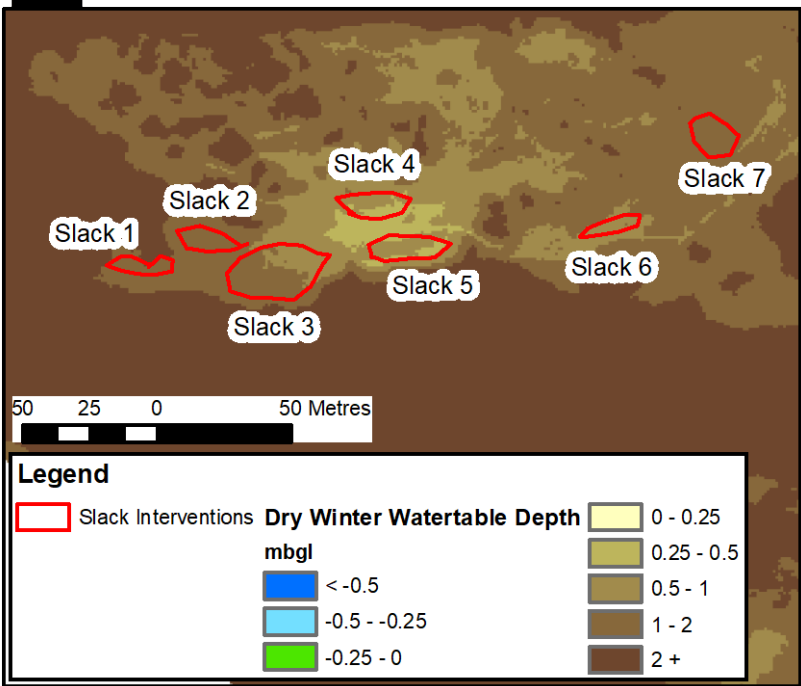 Slack 4
Slack 7
Slack 2
Slack 1
Slack 6
Slack 5
Slack 3
50 25 0 50 Metres
Legend
Slack Interventions
Dry Winter Watertable Depth
mbgl
< -0.5
-0.5 - -0.25
-0.25 - 0
0 - 0.25
0.25 - 0.5
0.5 - 1
1 - 2
2 +